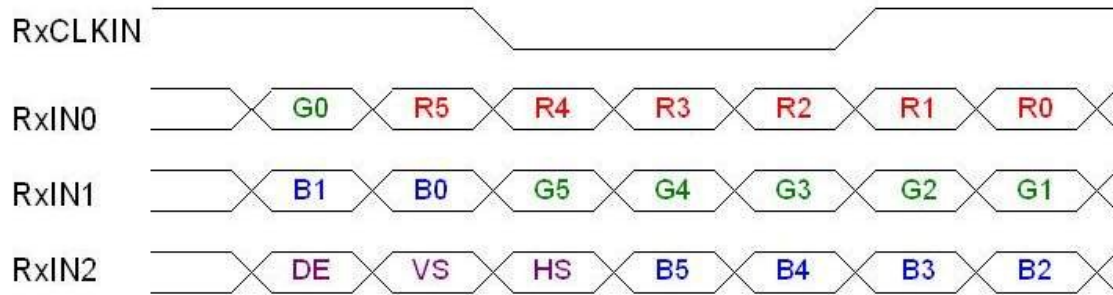 RxCLKIN
RxIN0 G0 R5 R4 R3 R2 R1 R0
RxIN1 B1 B0 G5 G4 G3 G2 G1
RxIN2 DE VS HS B5 B4 B3 B2